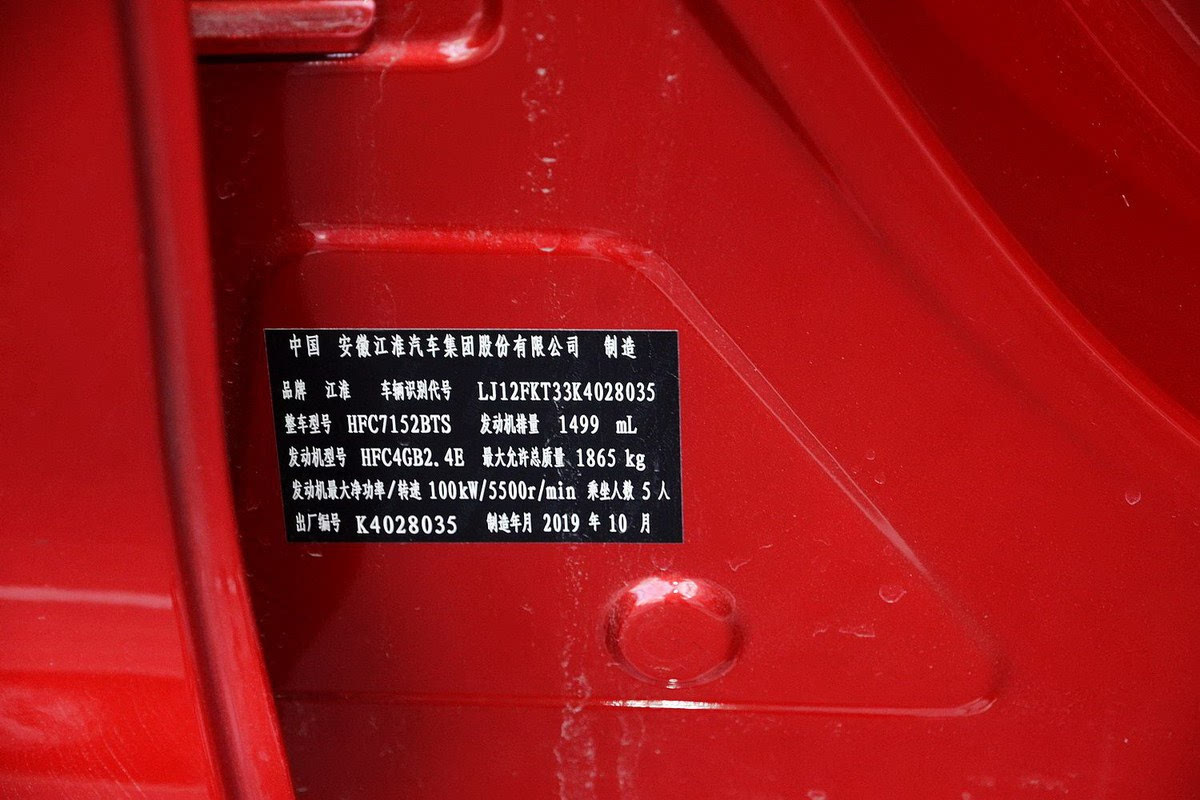 中国 安徽江淮汽车集团股份有限公司 制造
品牌 江淮 车辆识别代号 LJ12FKT33K4028035
整车型号 HFC7152BTS 发动机排量 1499 mL
发动机型号 HFC4GB2.4E 最大允许总质量 1865 kg
发动机最大净功率/转速 100kW/5500r/min 乘坐人数 5 人
出厂编号 K4028035 制造年月 2019 年 10 月